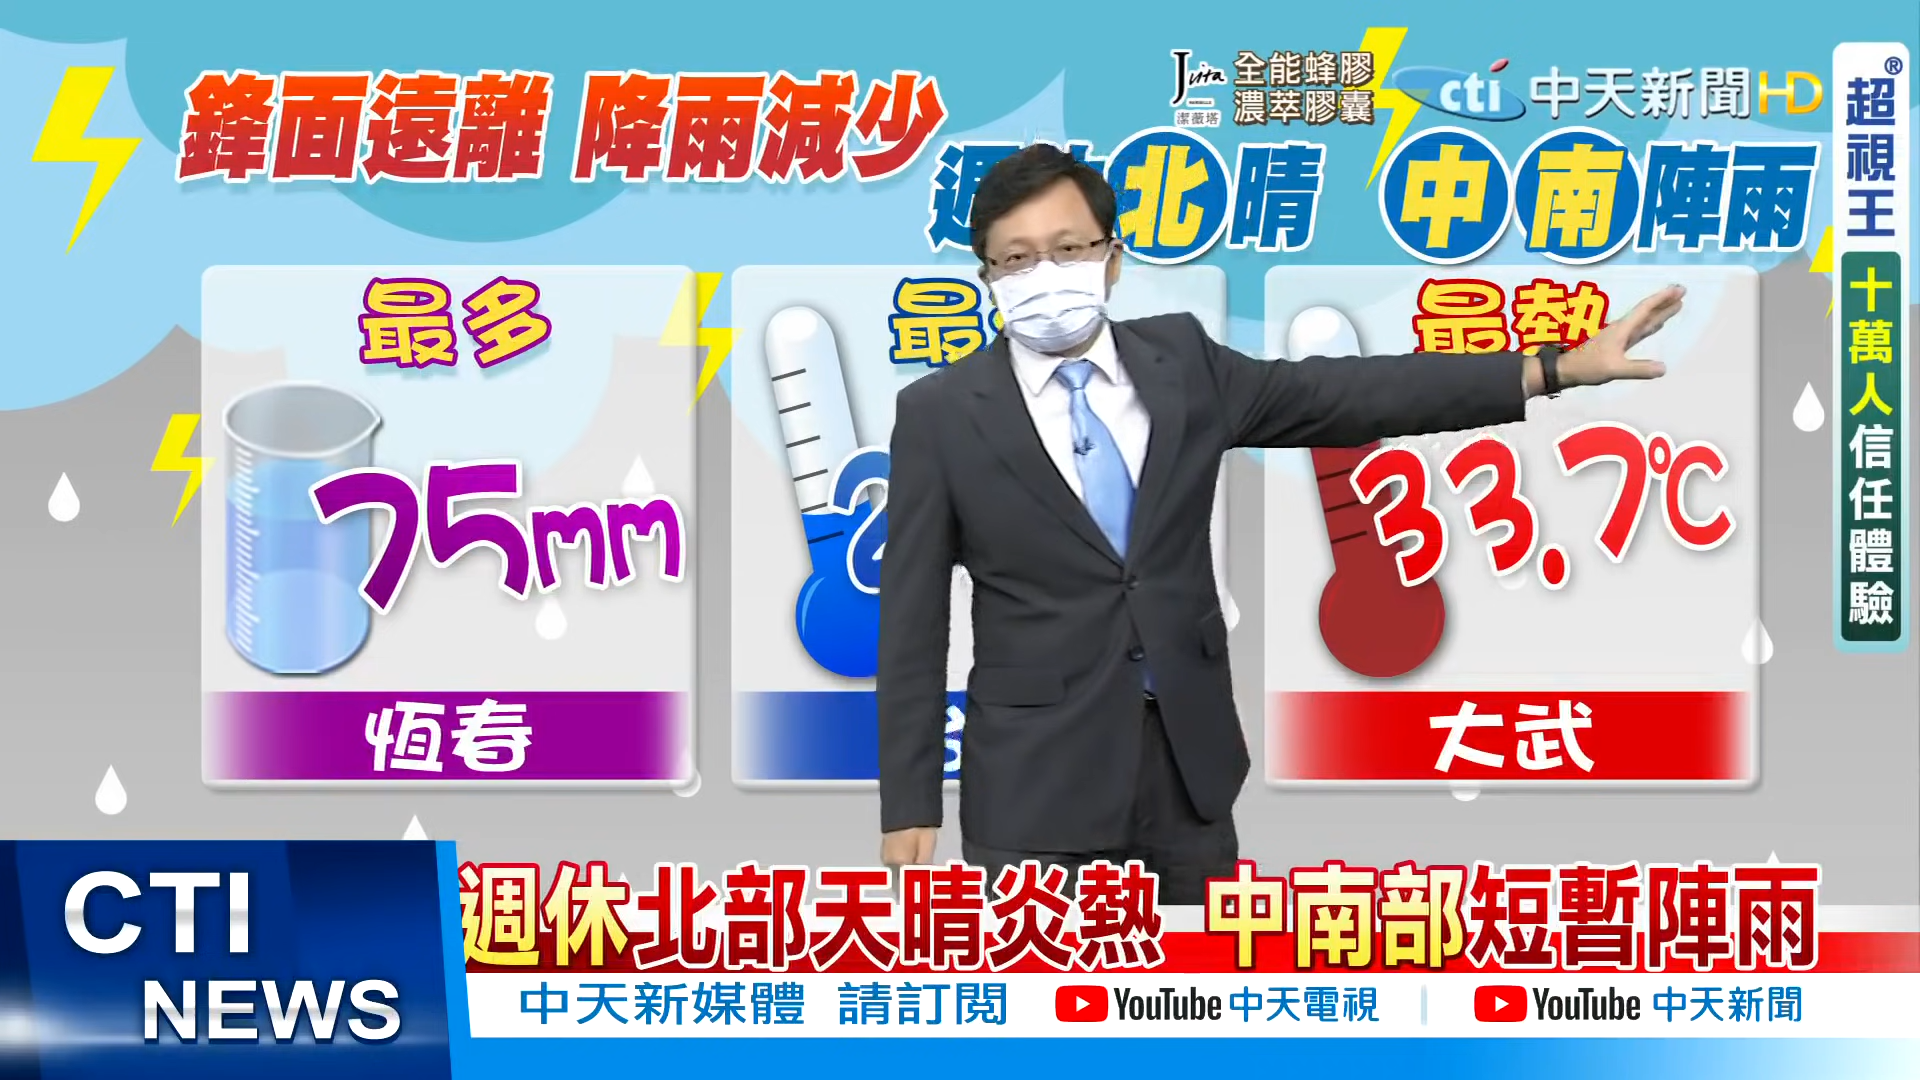 鋒面遠離 降雨減少
Jvita
潔薇塔
全能蜂膠
濃萃膠囊
cti 中天新聞HD
週 北晴 中南陣雨
超視王®
十萬人信任體驗
最多
75mm
恆春
最
2
最熱
33.7℃
大武
CTI
NEWS
週休北部天晴炎熱 中南部短暫陣雨
中天新媒體 請訂閱 YouTube 中天電視 | YouTube 中天新聞